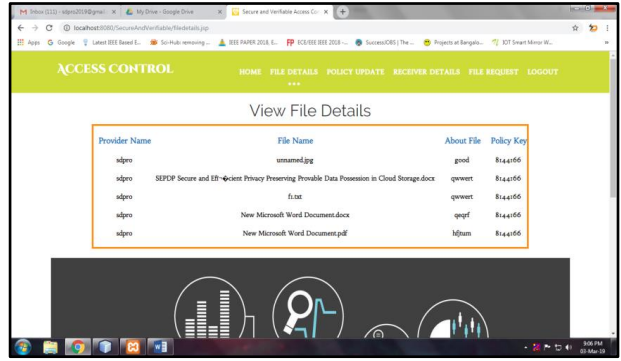 Inbox (111) - sdpro2019@gmail
My Drive - Google Drive
Secure and Verifiable Access Con
localhost:8080/SecureAndVerifiable/filedetails.jsp
Apps G Google Latest IEEE Based E... Sci-Hub: removing ... IEEE PAPER 2018, E... ECE/EEE IEEE 2018 -... SuccessJOBS | The ... Projects at Bangalo... IOT Smart Mirror W...
ACCESS CONTROL
HOME FILE DETAILS POLICY UPDATE RECEIVER DETAILS FILE REQUEST LOGOUT
View File Details
Provider Name File Name About File Policy Key
sdpro unnamed.jpg good 8144166
sdpro SEPDP Secure and Eff¬�cient Privacy Preserving Provable Data Possession in Cloud Storage.docx qwwert 8144166
sdpro f1.txt qwwert 8144166
sdpro New Microsoft Word Document.docx qeqrf 8144166
sdpro New Microsoft Word Document.pdf hfjtum 8144166
9:06 PM
03-Mar-19